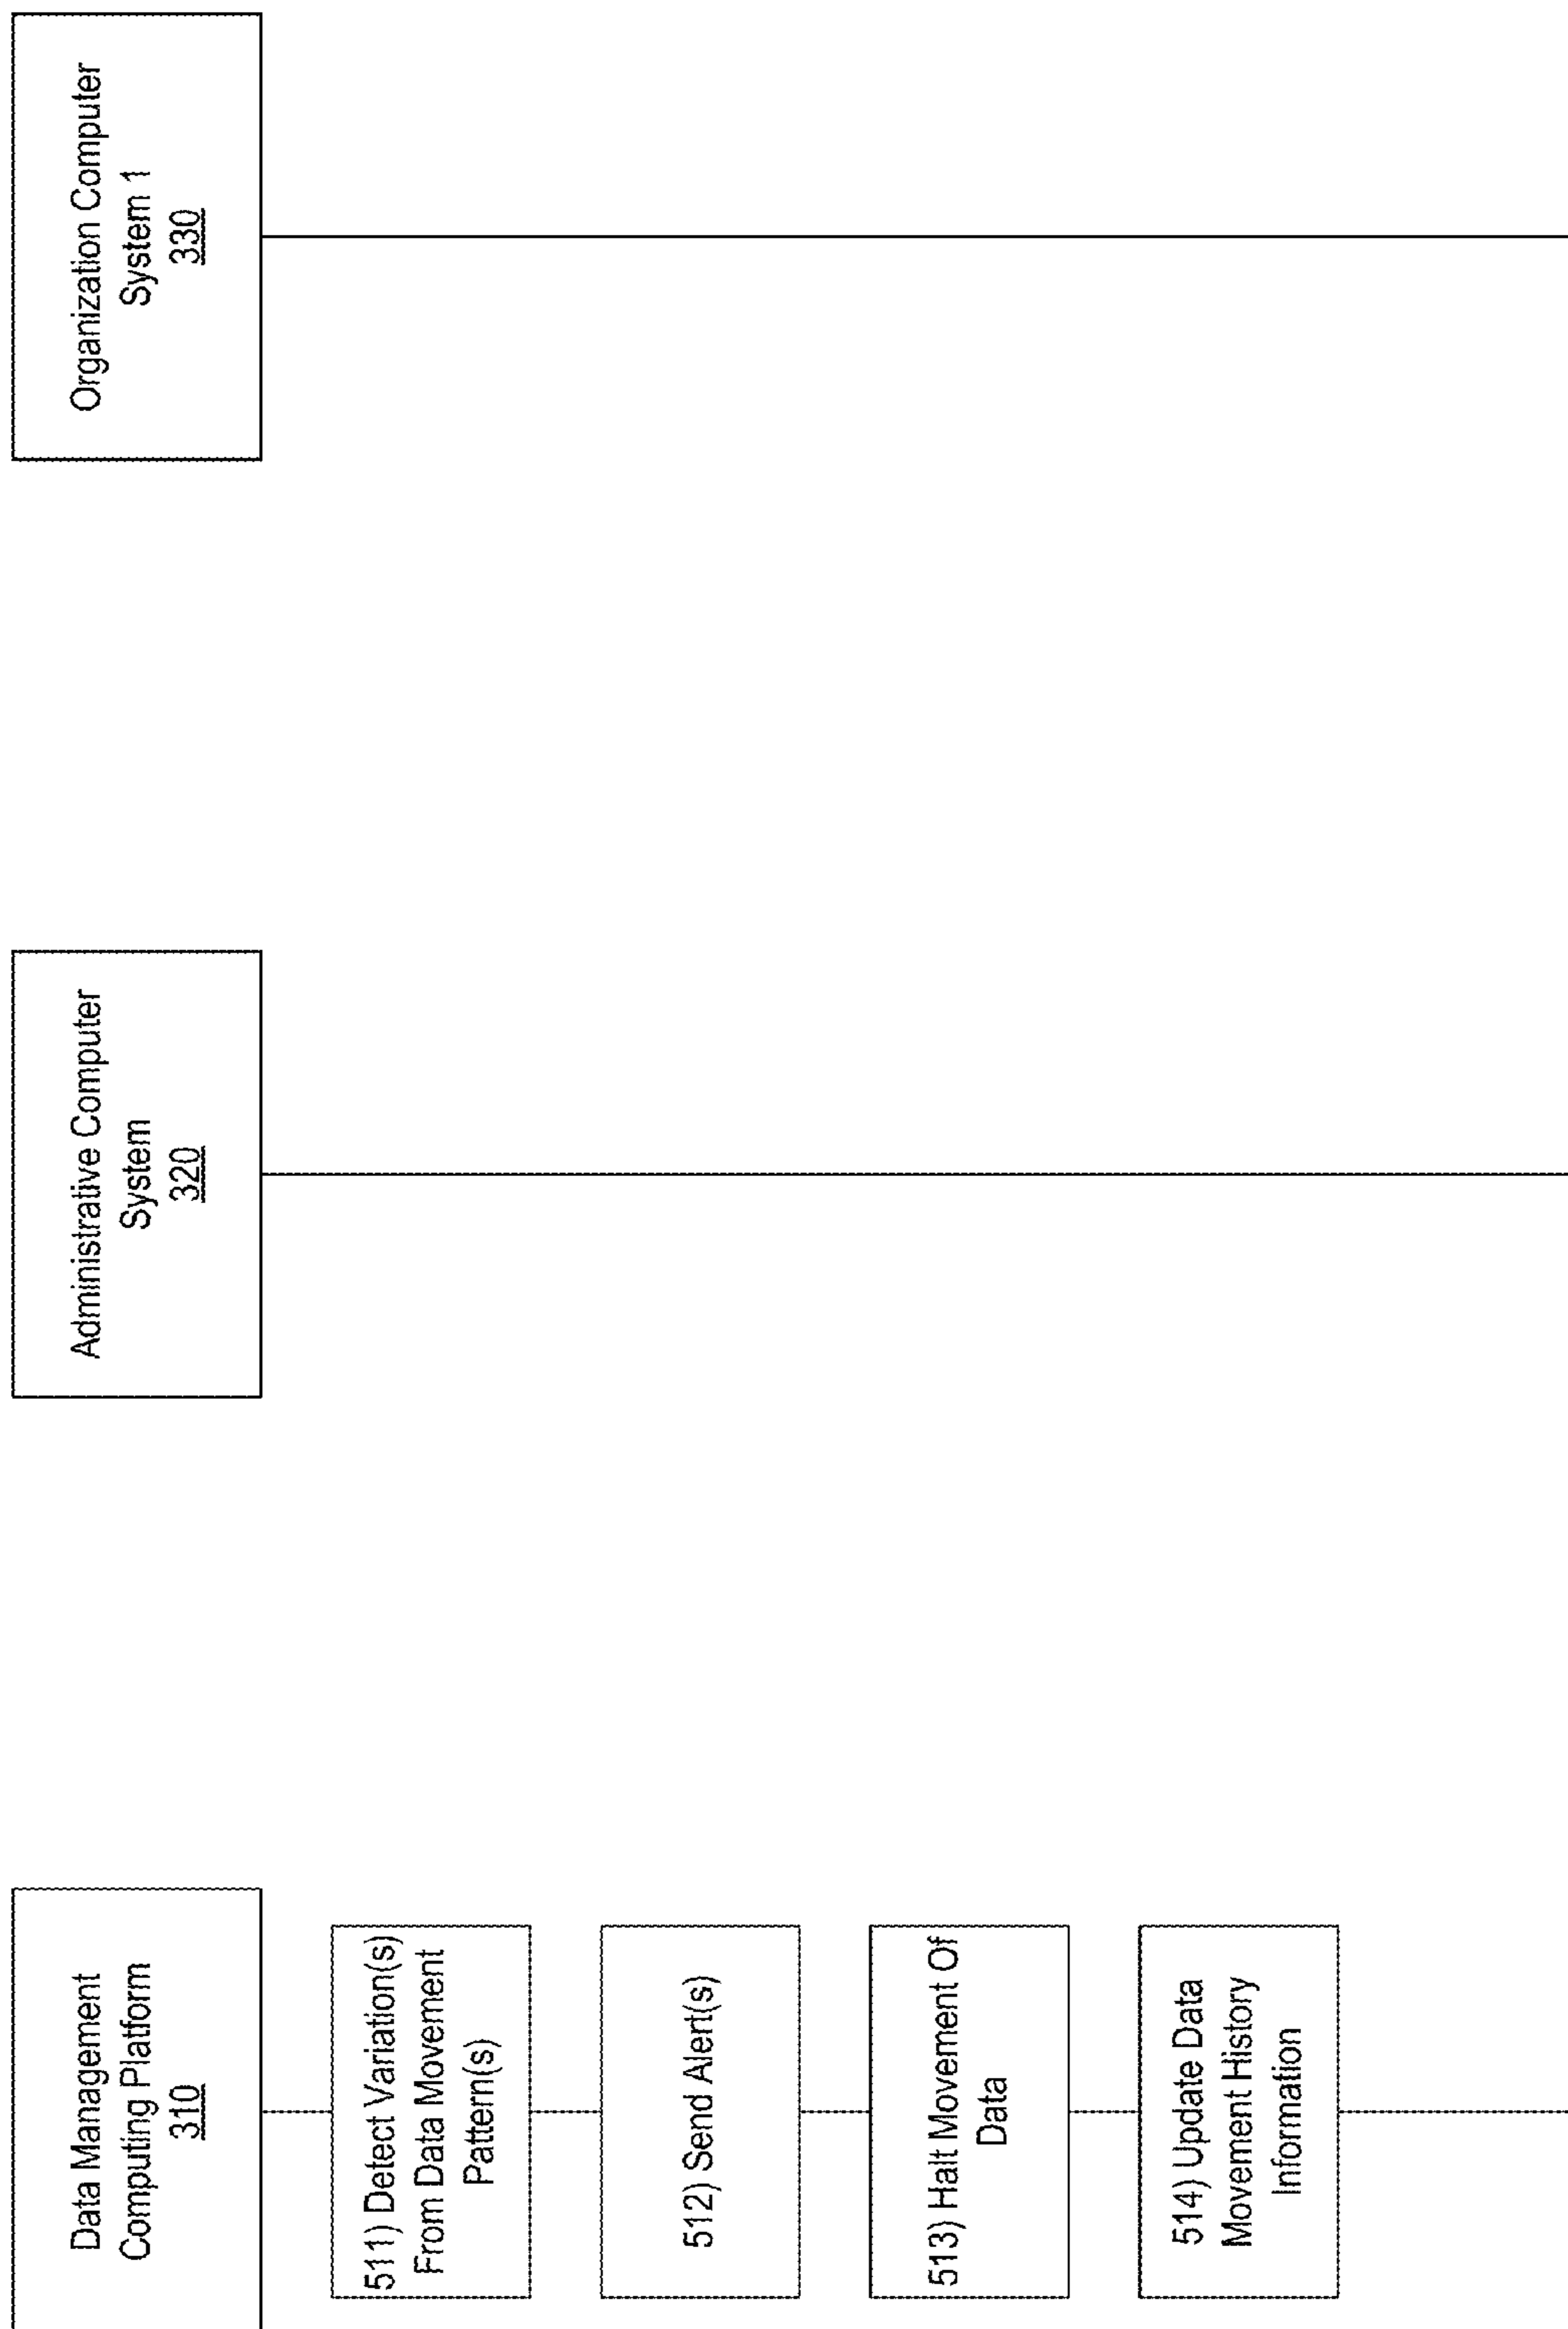 Data Management
Computing Platform
310
Administrative Computer
System
320
Organization Computer
System 1
330
511) Detect Variation(s)
From Data Movement
Pattern(s)
512) Send Alert(s)
513) Halt Movement Of
Data
514) Update Data
Movement History
Information